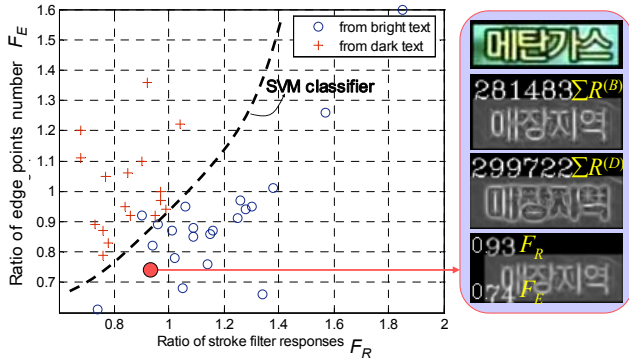 Ratio of edge points number F_E
1.6
1.5
1.4
1.3
1.2
1.1
1
0.9
0.8
0.7
from bright text
from dark text
SVM classifier
0.8 1 1.2 1.4 1.6 1.8 2
Ratio of stroke filter responses F_R
메탄가스
281483 ΣR^(B)
매장지역
299722 ΣR^(D)
매장지역
0.93 F_R
매장지역
0.74 F_E